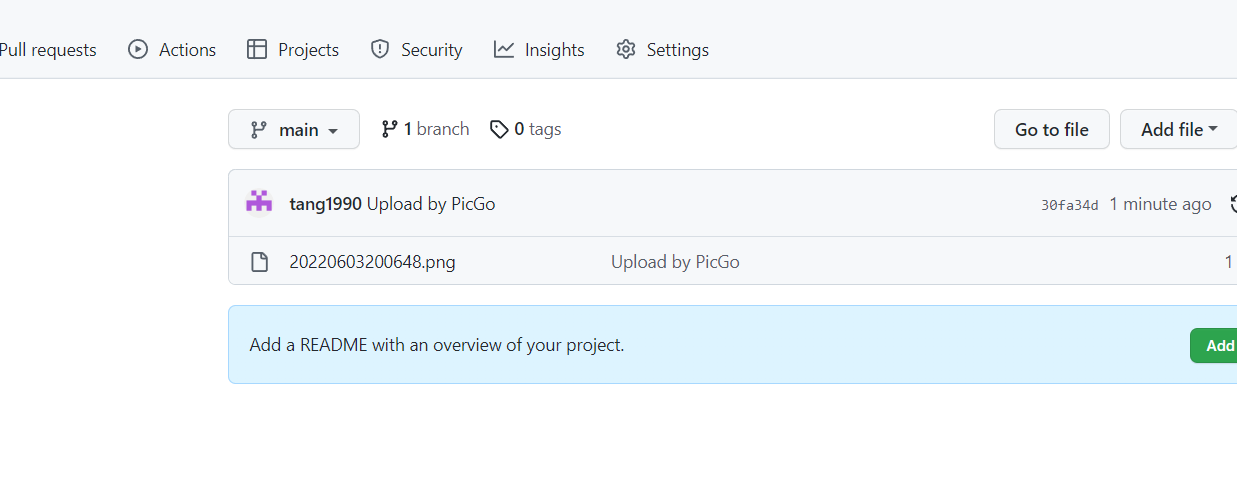 Pull requests Actions Projects Security Insights Settings
main 1 branch 0 tags Go to file Add file
tang1990 Upload by PicGo 30fa34d 1 minute ago
20220603200648.png Upload by PicGo 1
Add a README with an overview of your project. Add